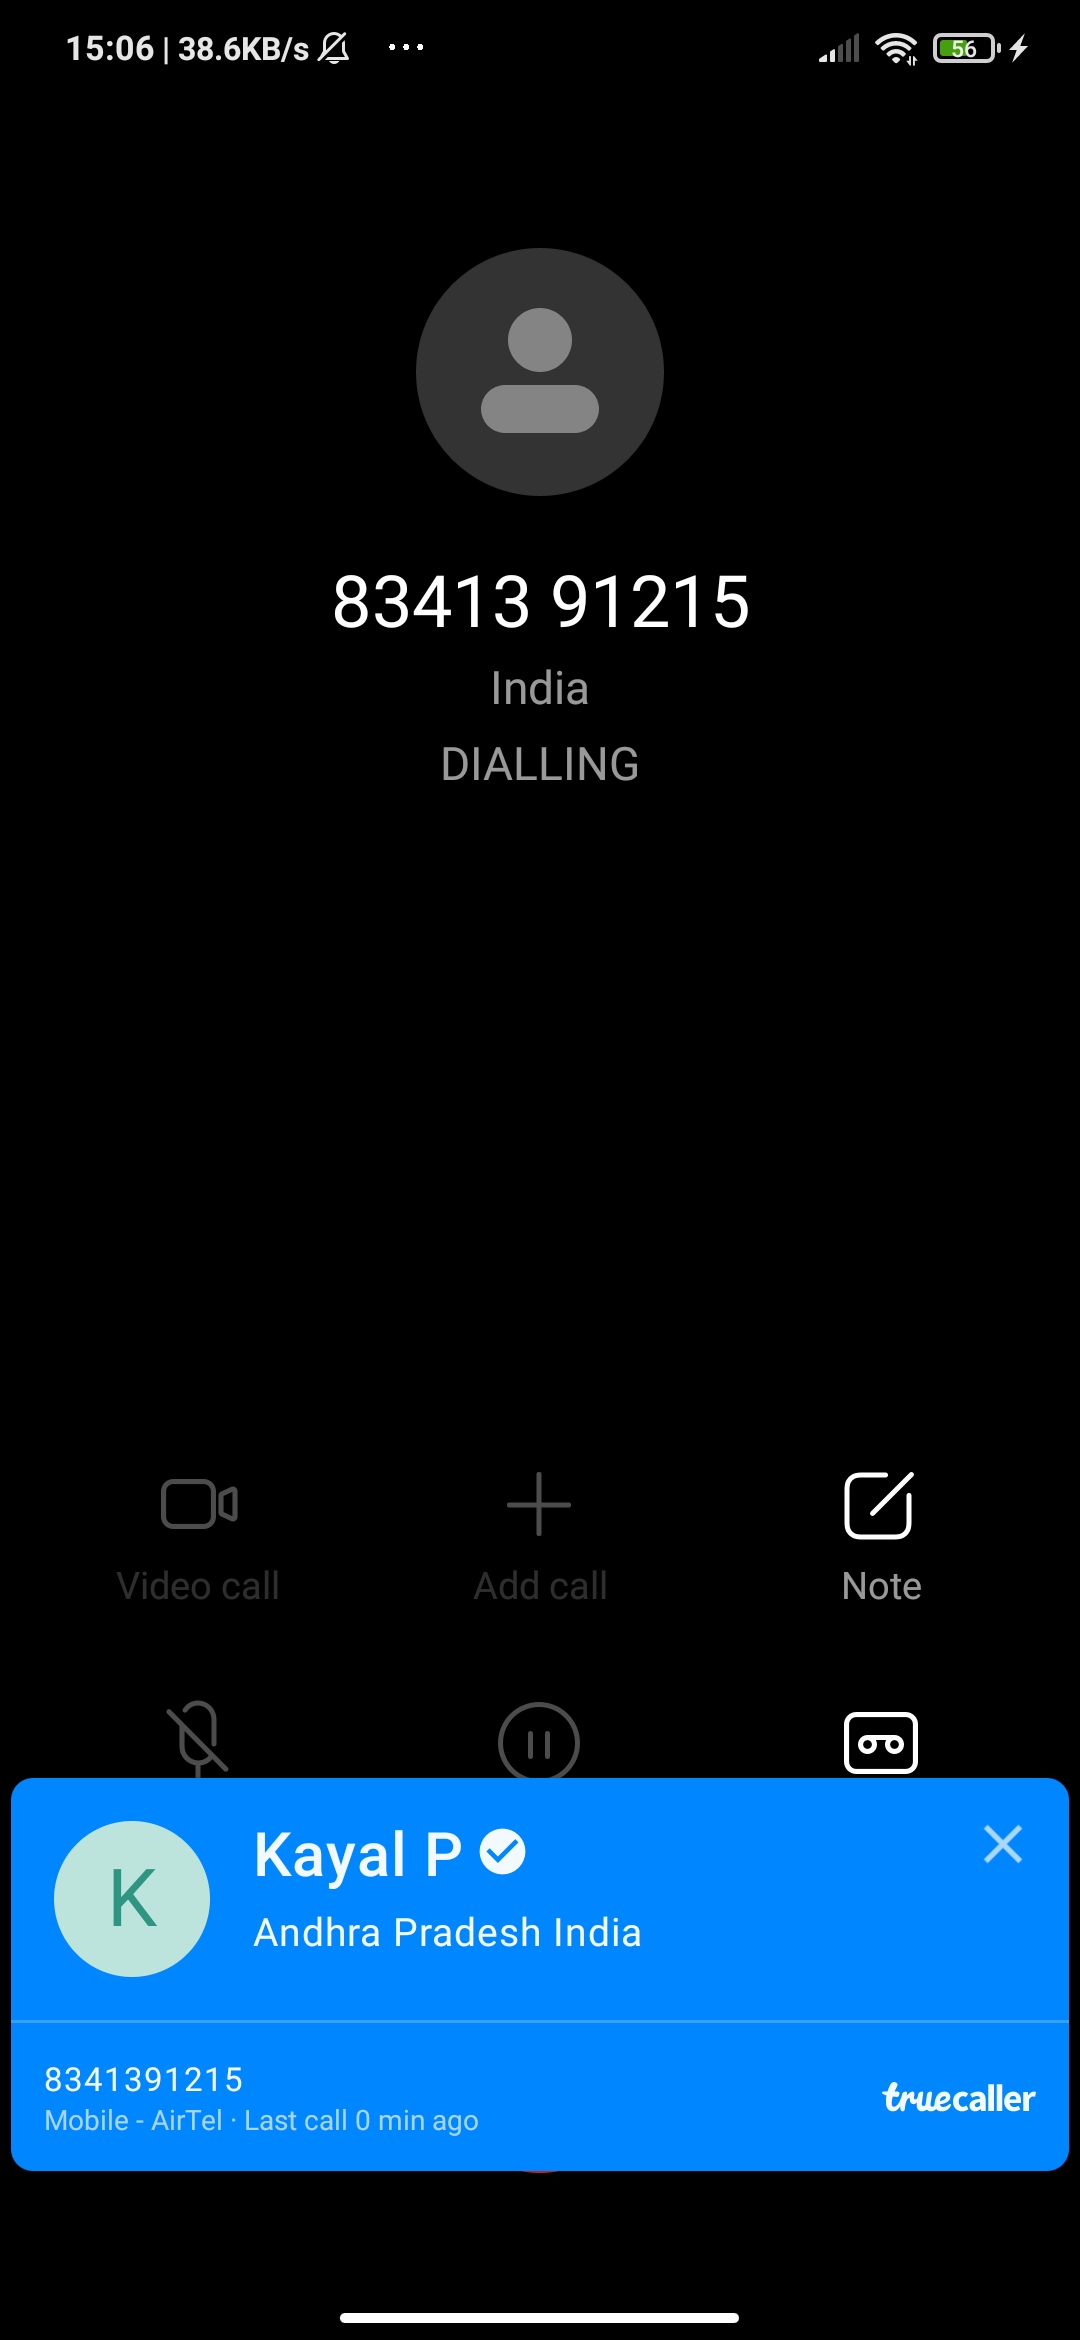 15:06 | 38.6KB/s ... 56
83413 91215
India
DIALLING
Video call Add call Note
Kayal P
K
Andhra Pradesh India
8341391215
Mobile - AirTel · Last call 0 min ago
truecaller